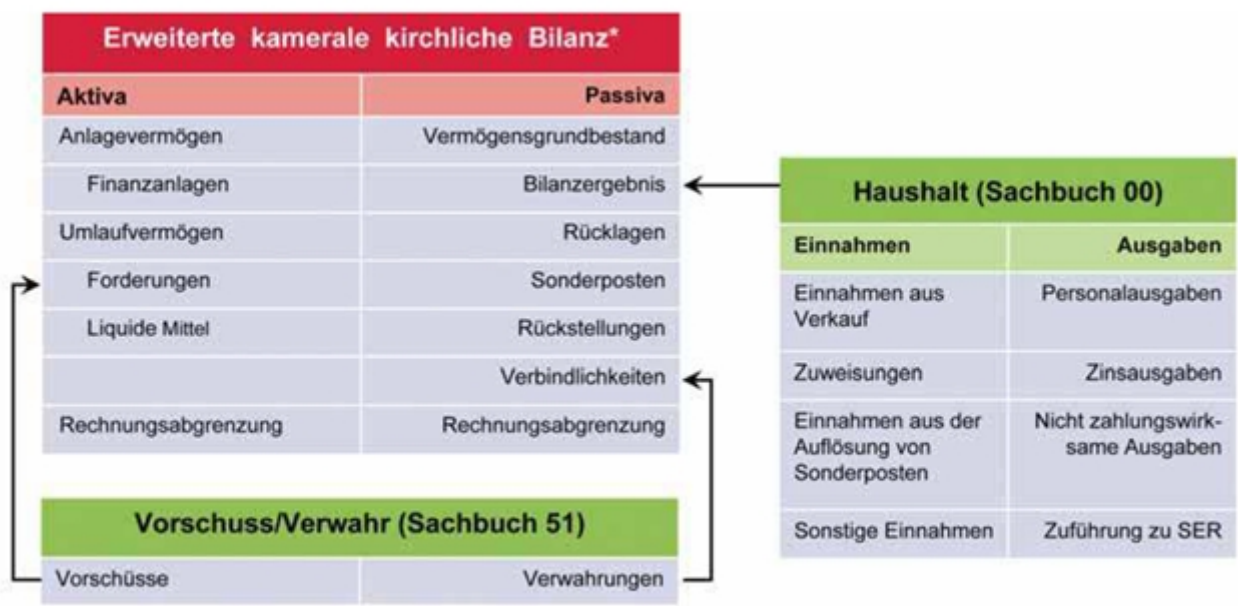 Erweiterte kamerale kirchliche Bilanz*
Aktiva Passiva
Anlagevermögen Vermögensgrundbestand
Finanzanlagen Bilanzergebnis
Umlaufvermögen Rücklagen
Forderungen Sonderposten
Liquide Mittel Rückstellungen
Verbindlichkeiten
Rechnungsabgrenzung Rechnungsabgrenzung
Vorschuss/Verwahr (Sachbuch 51)
Vorschüsse Verwahrungen
Haushalt (Sachbuch 00)
Einnahmen Ausgaben
Einnahmen aus Personalausgaben
Verkauf
Zuweisungen Zinsausgaben
Einnahmen aus der Nicht zahlungswirk-
Auflösung von same Ausgaben
Sonderposten
Sonstige Einnahmen Zuführung zu SER